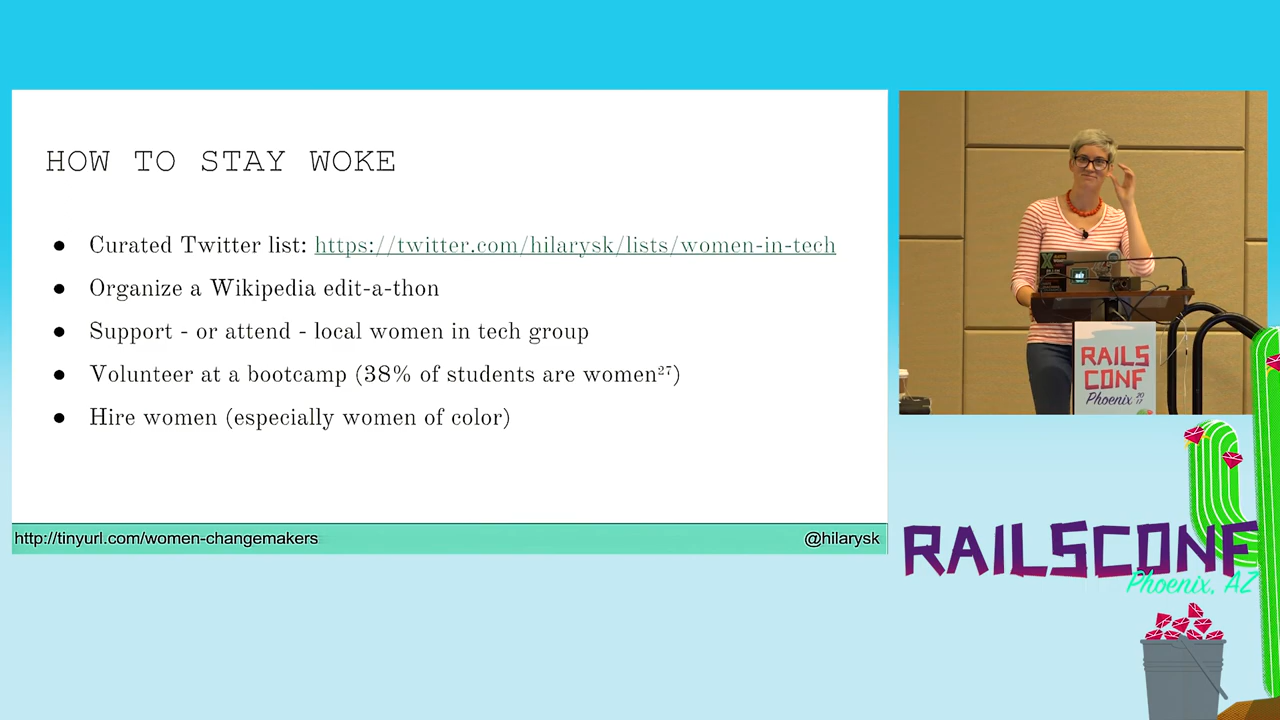 HOW TO STAY WOKE
● Curated Twitter list: https://twitter.com/hilarysk/lists/women-in-tech
● Organize a Wikipedia edit-a-thon
● Support - or attend - local women in tech group
● Volunteer at a bootcamp (38% of students are women²⁷)
● Hire women (especially women of color)
http://tinyurl.com/women-changemakers
@hilarysk
RAILS
CONF
Phoenix 2017
RAILSCONF
Phoenix, AZ